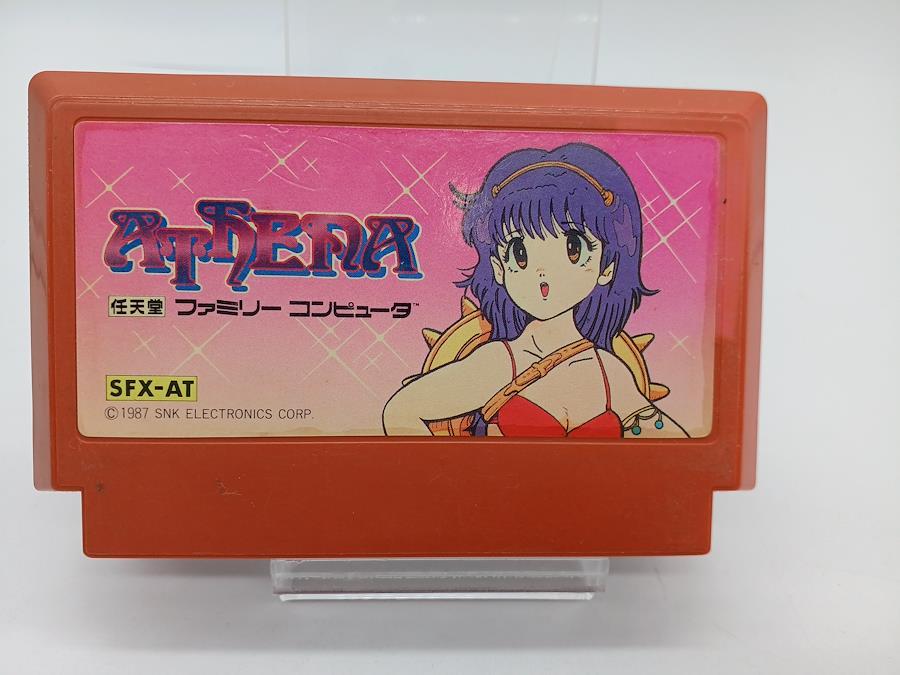 ATHENA
任天堂 ファミリー コンピュータ™
SFX-AT
©1987 SNK ELECTRONICS CORP.